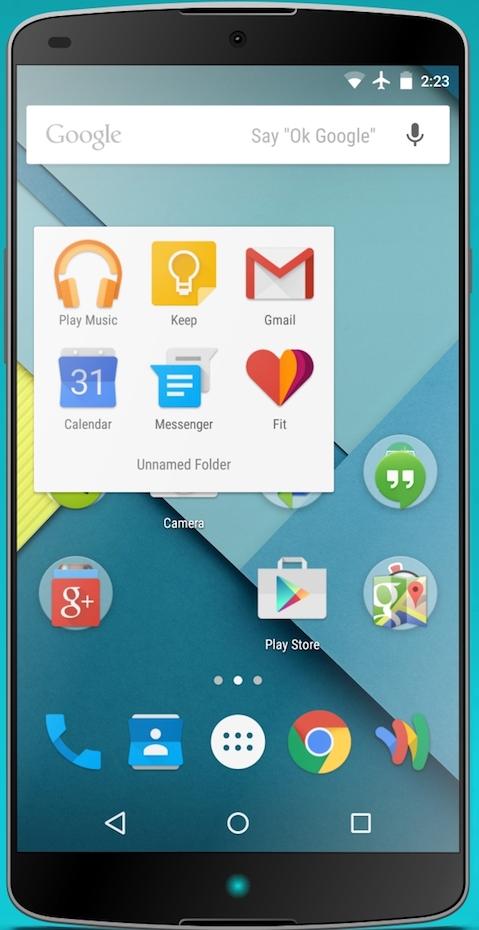 2:23
Google Say "Ok Google"
Play Music Keep Gmail
31
Calendar Messenger Fit
Unnamed Folder
Camera
g+
Play Store